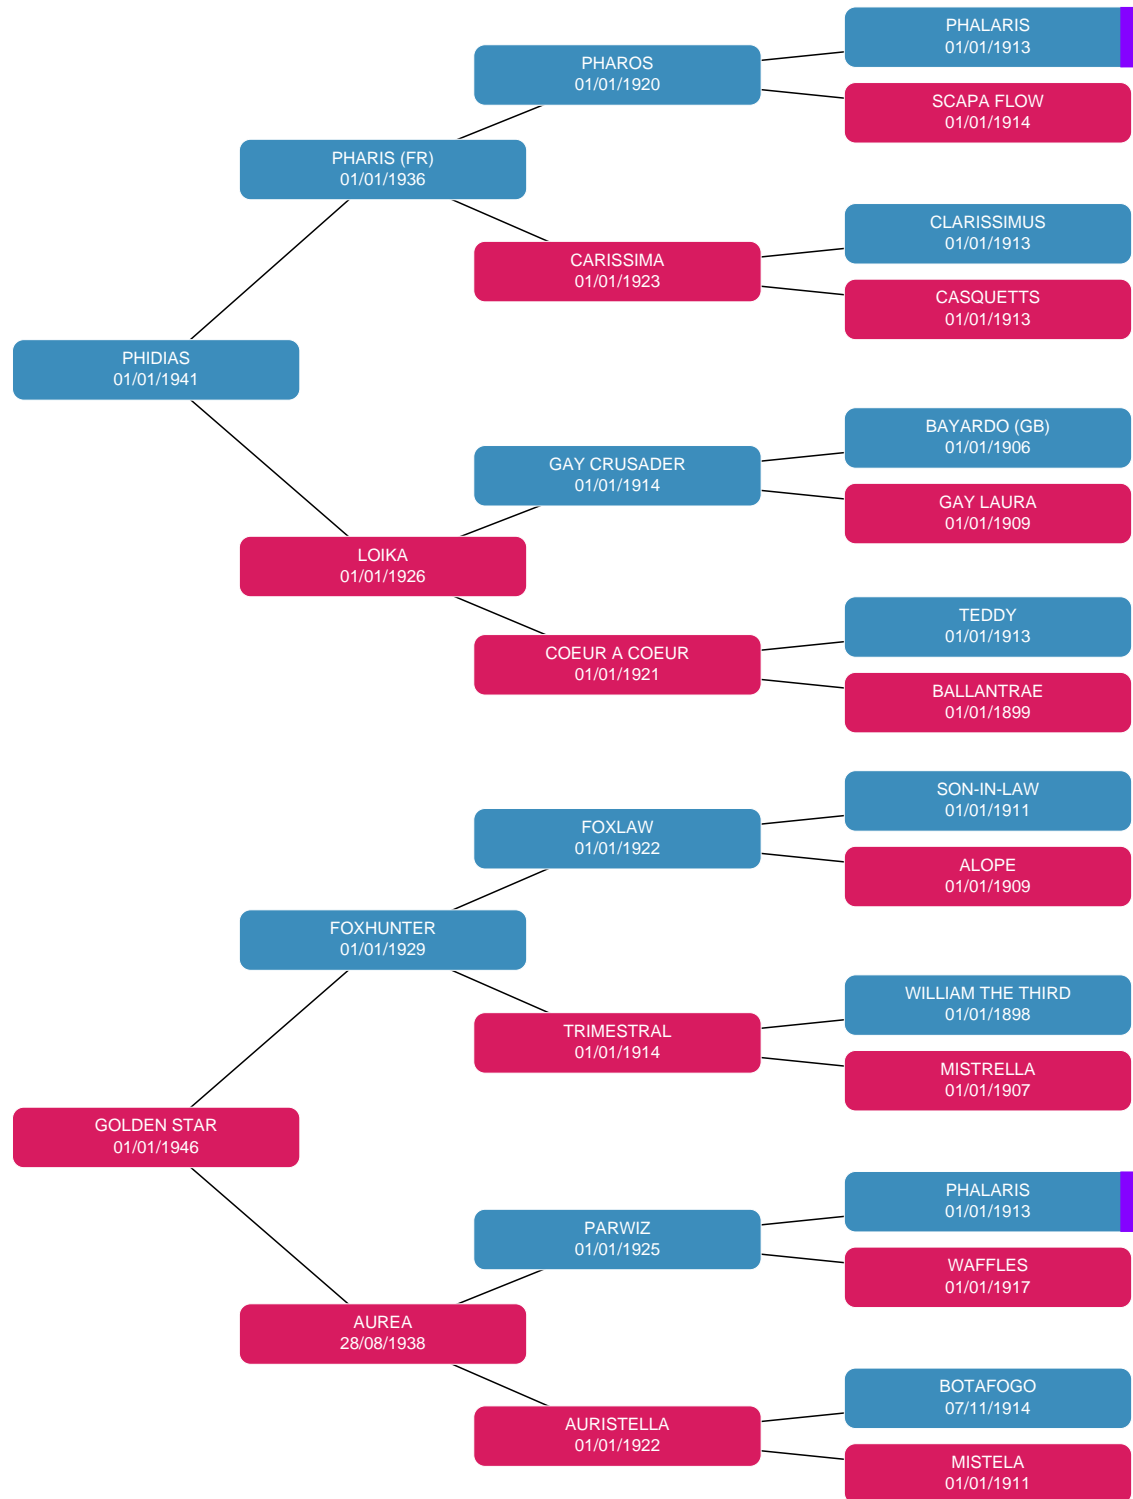 PHALARIS
01/01/1913
PHAROS
01/01/1920
SCAPA FLOW
01/01/1914
PHARIS (FR)
01/01/1936
CLARISSIMUS
01/01/1913
CARISSIMA
01/01/1923
CASQUETTS
01/01/1913
PHIDIAS
01/01/1941
BAYARDO (GB)
01/01/1906
GAY CRUSADER
01/01/1914
GAY LAURA
01/01/1909
LOIKA
01/01/1926
TEDDY
01/01/1913
COEUR A COEUR
01/01/1921
BALLANTRAE
01/01/1899
SON-IN-LAW
01/01/1911
FOXLAW
01/01/1922
ALOPE
01/01/1909
FOXHUNTER
01/01/1929
WILLIAM THE THIRD
01/01/1898
TRIMESTRAL
01/01/1914
MISTRELLA
01/01/1907
GOLDEN STAR
01/01/1946
PHALARIS
01/01/1913
PARWIZ
01/01/1925
WAFFLES
01/01/1917
AUREA
28/08/1938
BOTAFOGO
07/11/1914
AURISTELLA
01/01/1922
MISTELA
01/01/1911